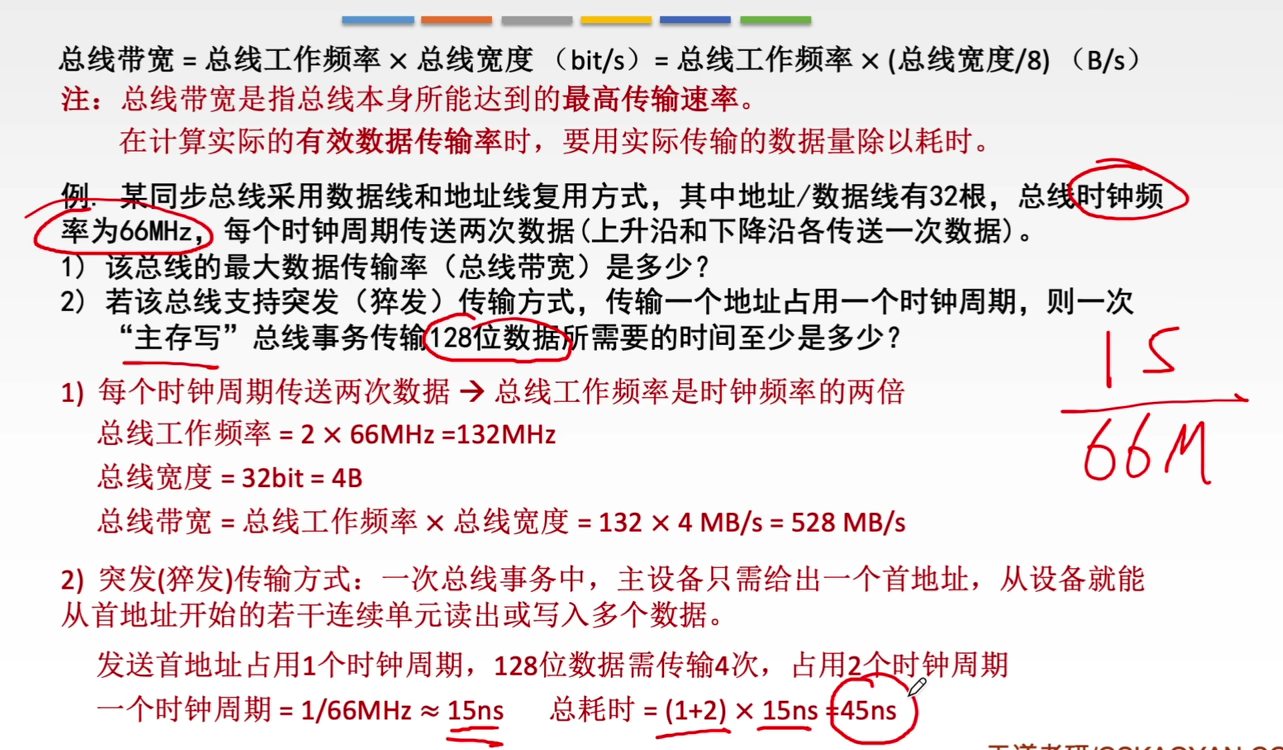 总线带宽 = 总线工作频率 × 总线宽度 （bit/s）= 总线工作频率 × (总线宽度/8) （B/s）
注：总线带宽是指总线本身所能达到的最高传输速率。
在计算实际的有效数据传输率时，要用实际传输的数据量除以耗时。
例. 某同步总线采用数据线和地址线复用方式，其中地址/数据线有32根，总线时钟频
率为66MHz，每个时钟周期传送两次数据(上升沿和下降沿各传送一次数据)。
1) 该总线的最大数据传输率（总线带宽）是多少？
2) 若该总线支持突发（猝发）传输方式，传输一个地址占用一个时钟周期，则一次
“主存写”总线事务传输128位数据所需要的时间至少是多少？
1S
66M
1) 每个时钟周期传送两次数据 → 总线工作频率是时钟频率的两倍
总线工作频率 = 2 × 66MHz =132MHz
总线宽度 = 32bit = 4B
总线带宽 = 总线工作频率 × 总线宽度 = 132 × 4 MB/s = 528 MB/s
2) 突发(猝发)传输方式：一次总线事务中，主设备只需给出一个首地址，从设备就能
从首地址开始的若干连续单元读出或写入多个数据。
发送首地址占用1个时钟周期，128位数据需传输4次，占用2个时钟周期
一个时钟周期 = 1/66MHz ≈ 15ns 总耗时 = (1+2) × 15ns =45ns